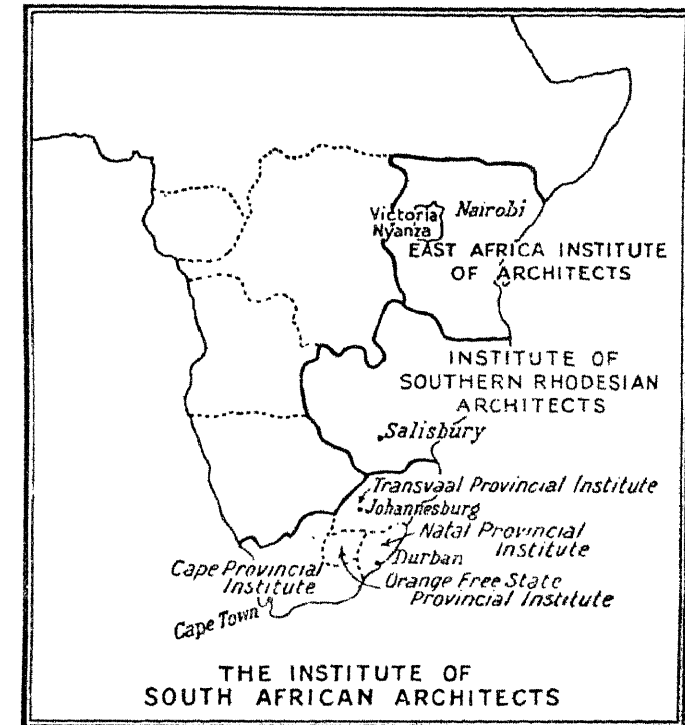 Victoria
Nyanza
Nairobi
EAST AFRICA INSTITUTE
OF ARCHITECTS
INSTITUTE OF
SOUTHERN RHODESIAN
ARCHITECTS
Salisbury
Transvaal Provincial Institute
Johannesburg
Natal Provincial
Institute
Durban
Cape Provincial
Institute
Orange Free State
Provincial Institute
Cape Town
THE INSTITUTE OF
SOUTH AFRICAN ARCHITECTS